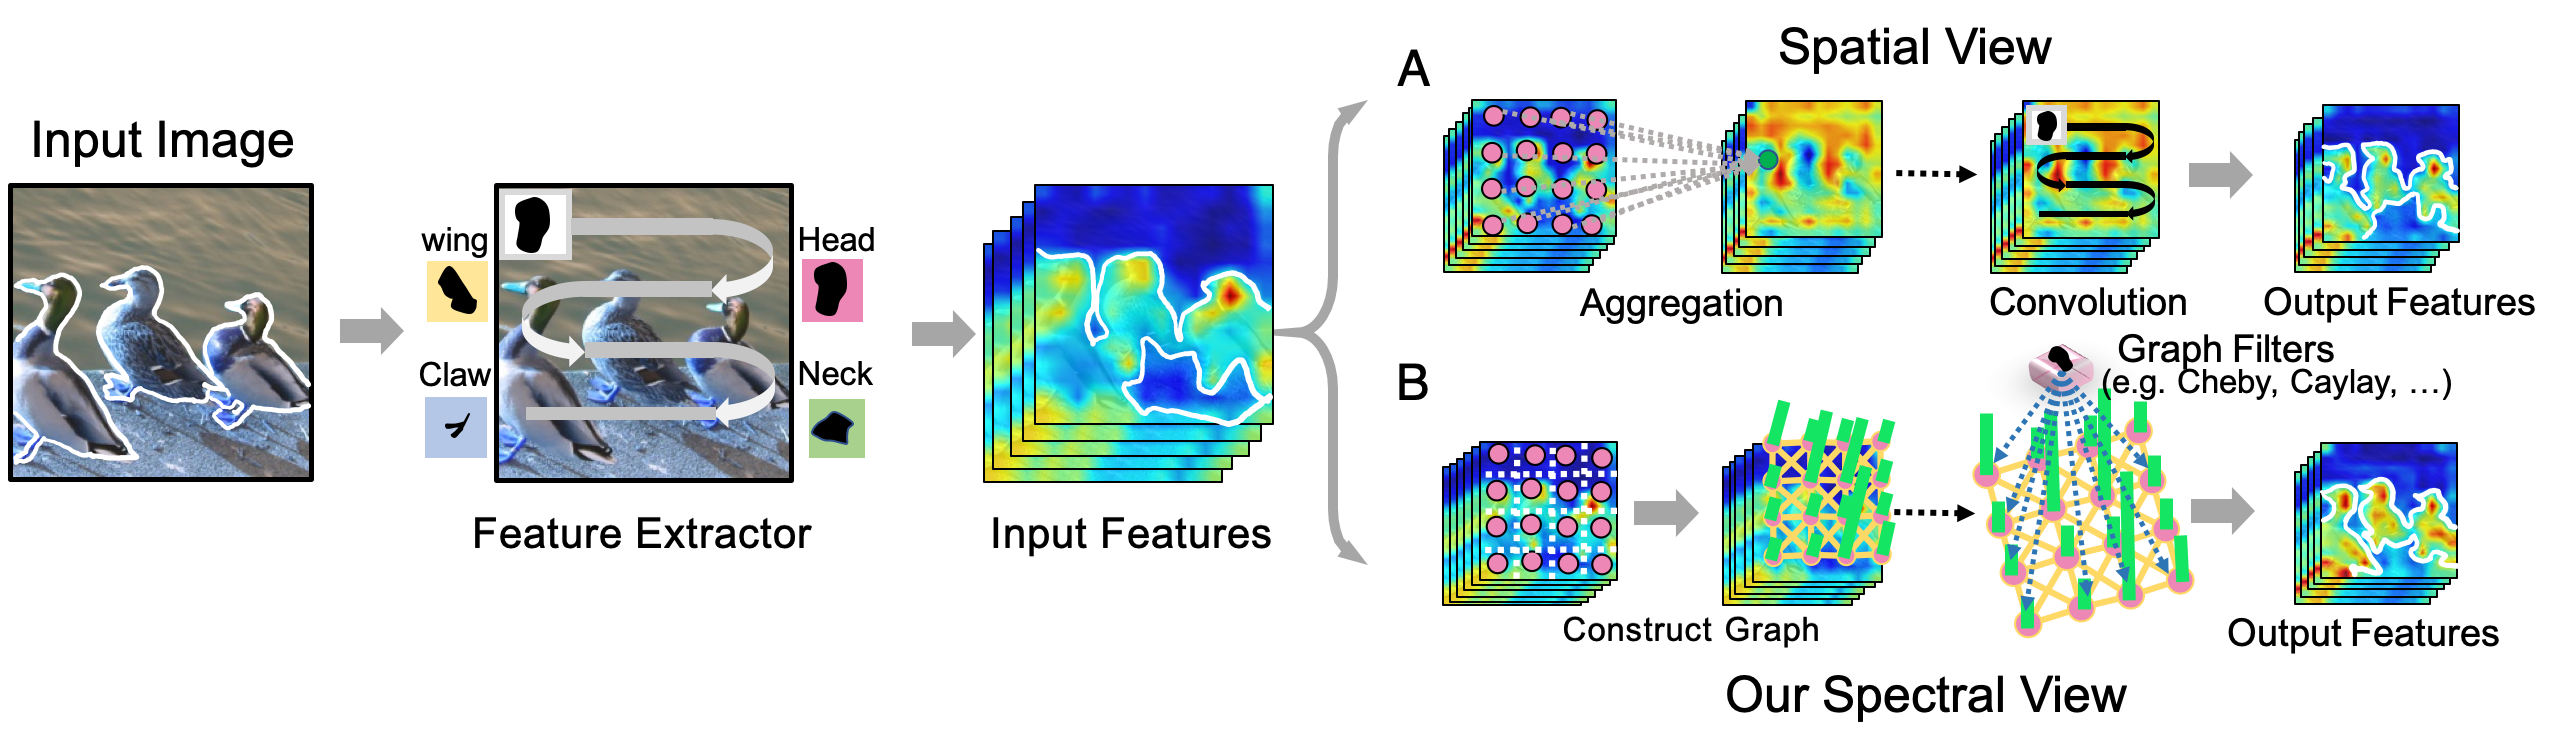 Input Image
wing
Claw
Head
Neck
Feature Extractor
Input Features
A
Spatial View
Aggregation
Convolution
Output Features
B
Graph Filters
(e.g. Cheby, Caylay, …)
Construct Graph
Output Features
Our Spectral View